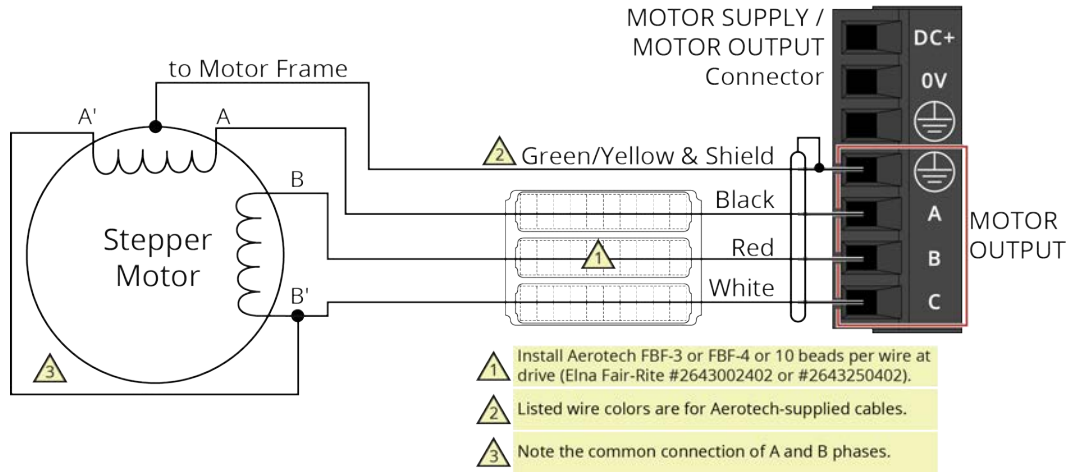 MOTOR SUPPLY /
MOTOR OUTPUT
Connector
DC+
0V
to Motor Frame
A'
A
2
Green/Yellow & Shield
B
Black
A
MOTOR
OUTPUT
Stepper
Motor
1
Red
B
B'
White
C
3
1
Install Aerotech FBF-3 or FBF-4 or 10 beads per wire at
drive (Elna Fair-Rite #2643002402 or #2643250402).
2
Listed wire colors are for Aerotech-supplied cables.
3
Note the common connection of A and B phases.